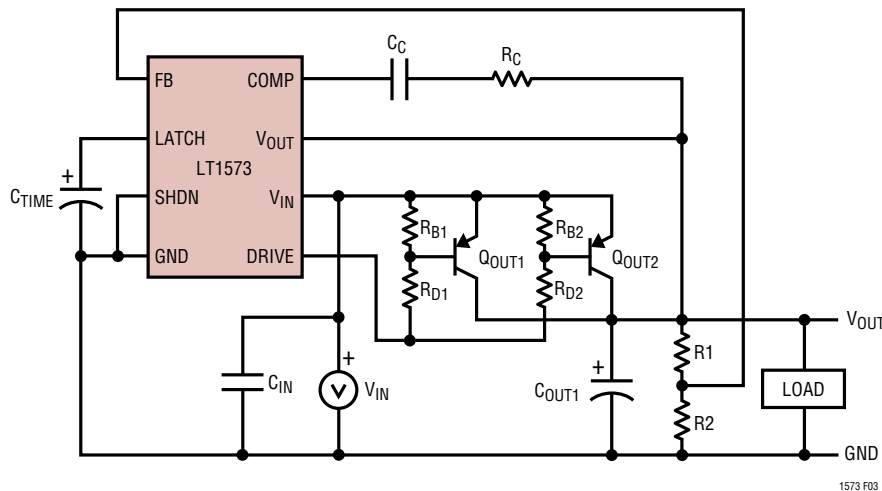 C_C
R_C
FB
COMP
LATCH
V_OUT
LT1573
+
C_TIME
SHDN
V_IN
GND
DRIVE
R_B1
Q_OUT1
R_B2
Q_OUT2
R_D1
R_D2
V_OUT
+
C_IN
V_IN
+
C_OUT1
R1
R2
LOAD
GND
1573 F03